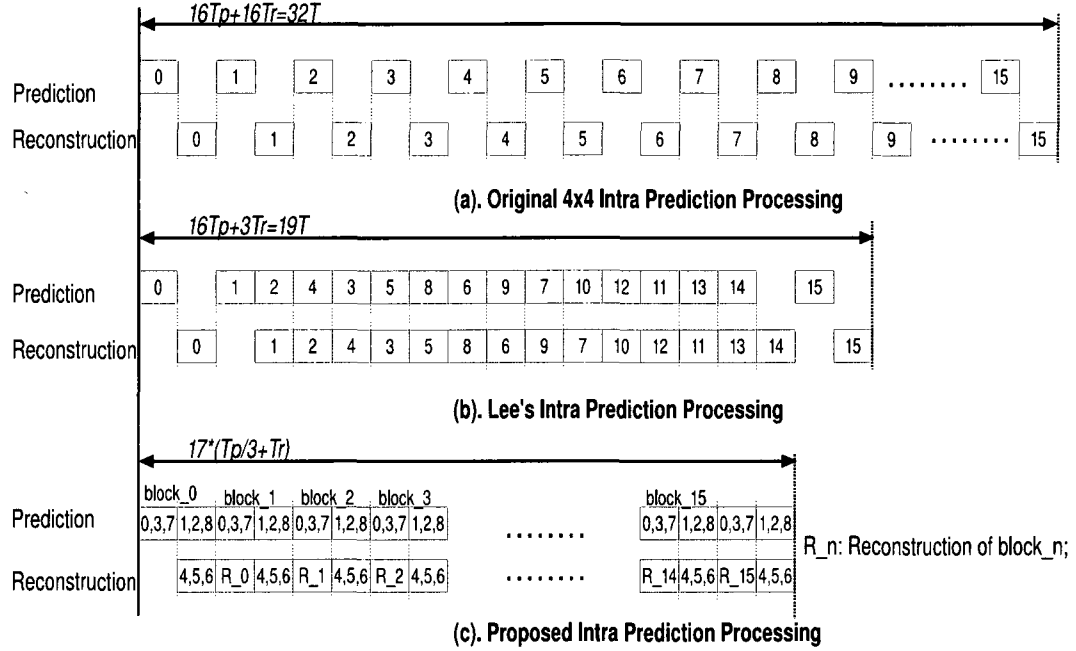 16Tp+16Tr=32T
0 1 2 3 4 5 6 7 8 9 ........ 15
Prediction
Reconstruction
0 1 2 3 4 5 6 7 8 9 ........ 15
(a). Original 4x4 Intra Prediction Processing
16Tp+3Tr=19T
Prediction
0 1 2 4 3 5 8 6 9 7 10 12 11 13 14 15
Reconstruction
0 1 2 4 3 5 8 6 9 7 10 12 11 13 14 15
(b). Lee's Intra Prediction Processing
17*(Tp/3+Tr)
block_0 block_1 block_2 block_3 block_15
Prediction
0,3,7 1,2,8 0,3,7 1,2,8 0,3,7 1,2,8 0,3,7 1,2,8 ........ 0,3,7 1,2,8 0,3,7 1,2,8
R_n: Reconstruction of block_n;
Reconstruction
4,5,6 R_0 4,5,6 R_1 4,5,6 R_2 4,5,6 ........ R_14 4,5,6 R_15 4,5,6
(c). Proposed Intra Prediction Processing